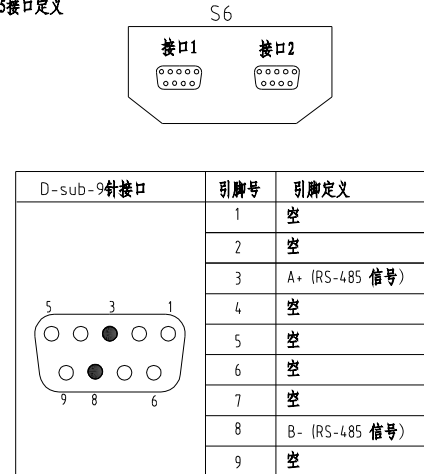 5接口定义
S6
接口1 接口2
D-sub-9针接口 引脚号 引脚定义
1 空
2 空
3 A+ (RS-485 信号)
4 空
5 空
6 空
7 空
8 B- (RS-485 信号)
9 空
5 3 1
9 8 6